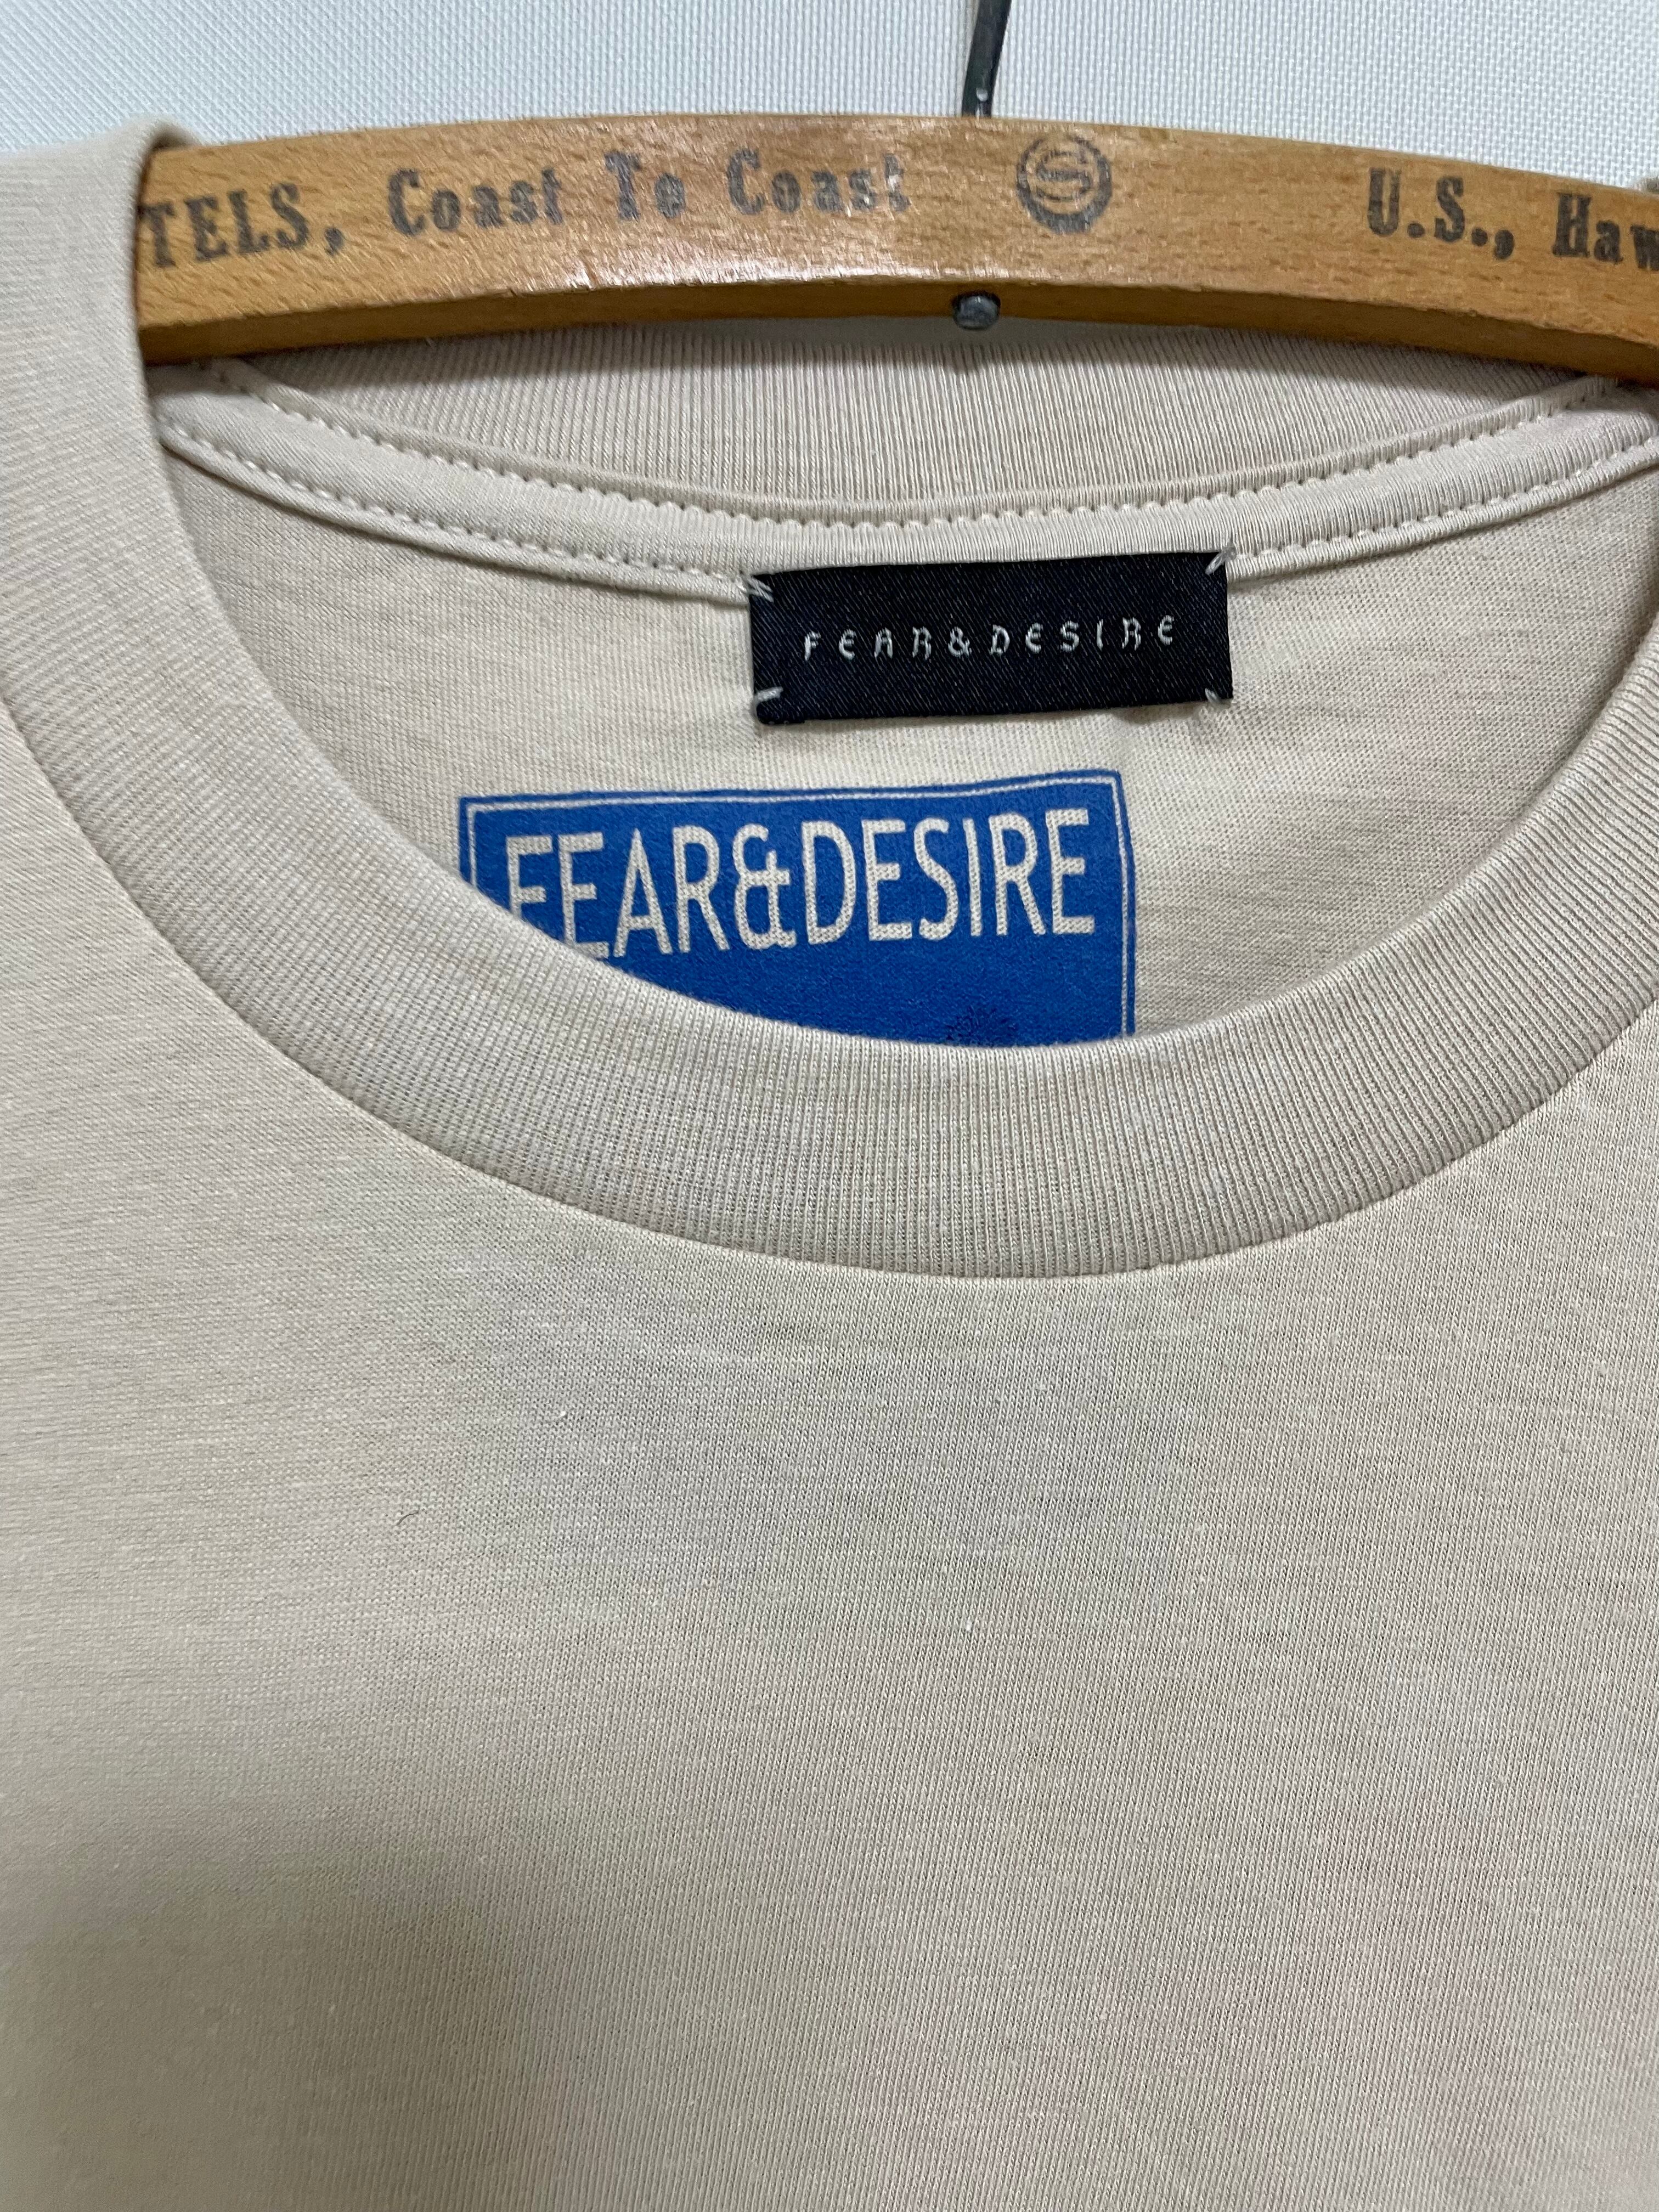 TELS, Coast To Coast S U.S., Haw
FEAR&DESIRE
FEAR&DESIRE